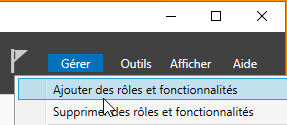 Gérer Outils Afficher Aide
Ajouter des rôles et fonctionnalités
Supprimer des rôles et fonctionnalités